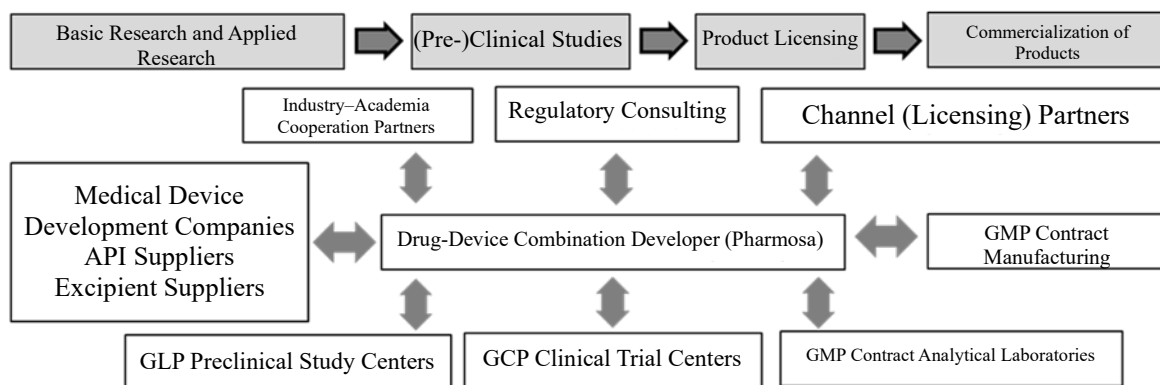 Basic Research and Applied
Research
(Pre-)Clinical Studies
Product Licensing
Commercialization of
Products
Industry–Academia
Cooperation Partners
Regulatory Consulting
Channel (Licensing) Partners
Medical Device
Development Companies
API Suppliers
Excipient Suppliers
Drug-Device Combination Developer (Pharmosa)
GMP Contract
Manufacturing
GLP Preclinical Study Centers
GCP Clinical Trial Centers
GMP Contract Analytical Laboratories